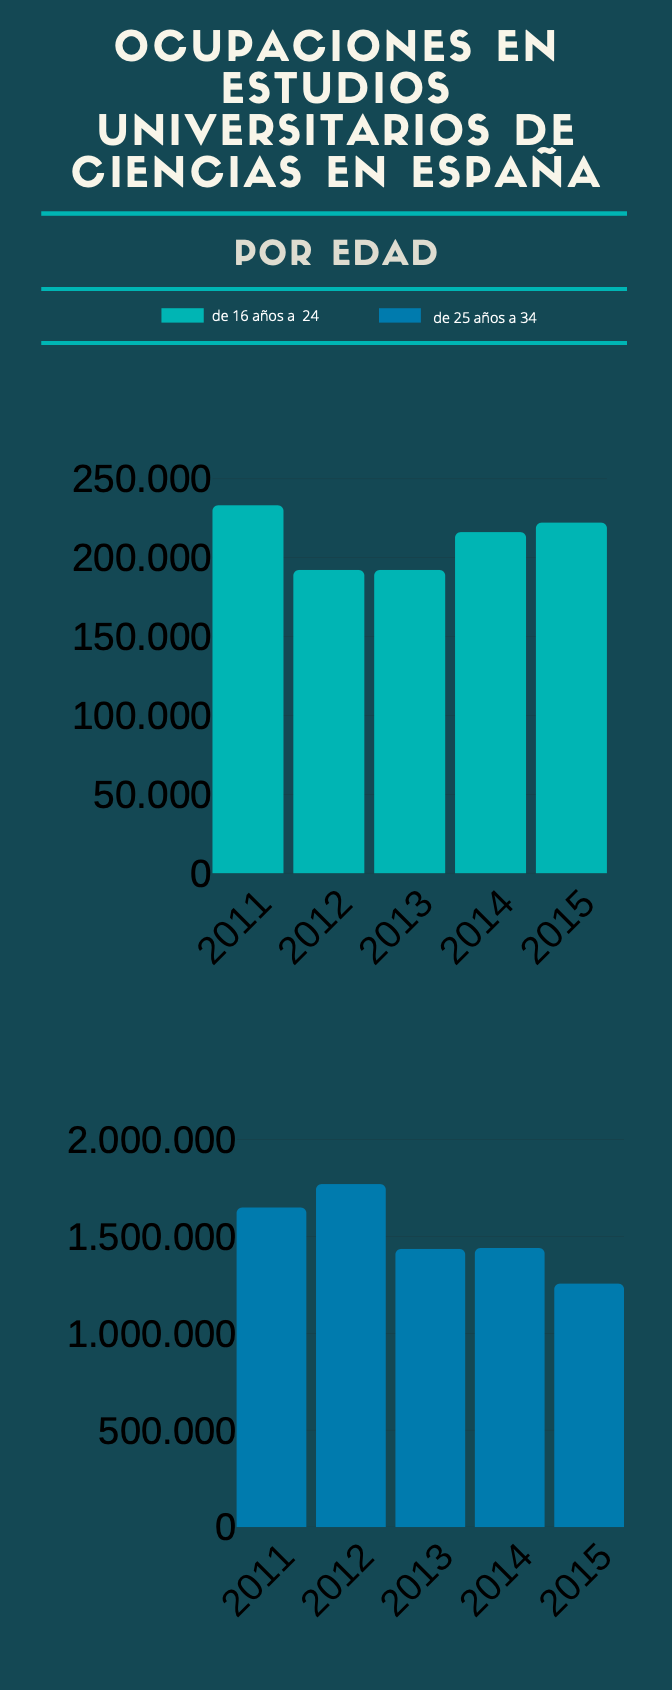 OCUPACIONES EN
ESTUDIOS
UNIVERSITARIOS DE
CIENCIAS EN ESPAÑA
POR EDAD
de 16 años a 24
de 25 años a 34
250.000
200.000
150.000
100.000
50.000
0
2011 2012 2013 2014 2015
2.000.000
1.500.000
1.000.000
500.000
0
2011 2012 2013 2014 2015